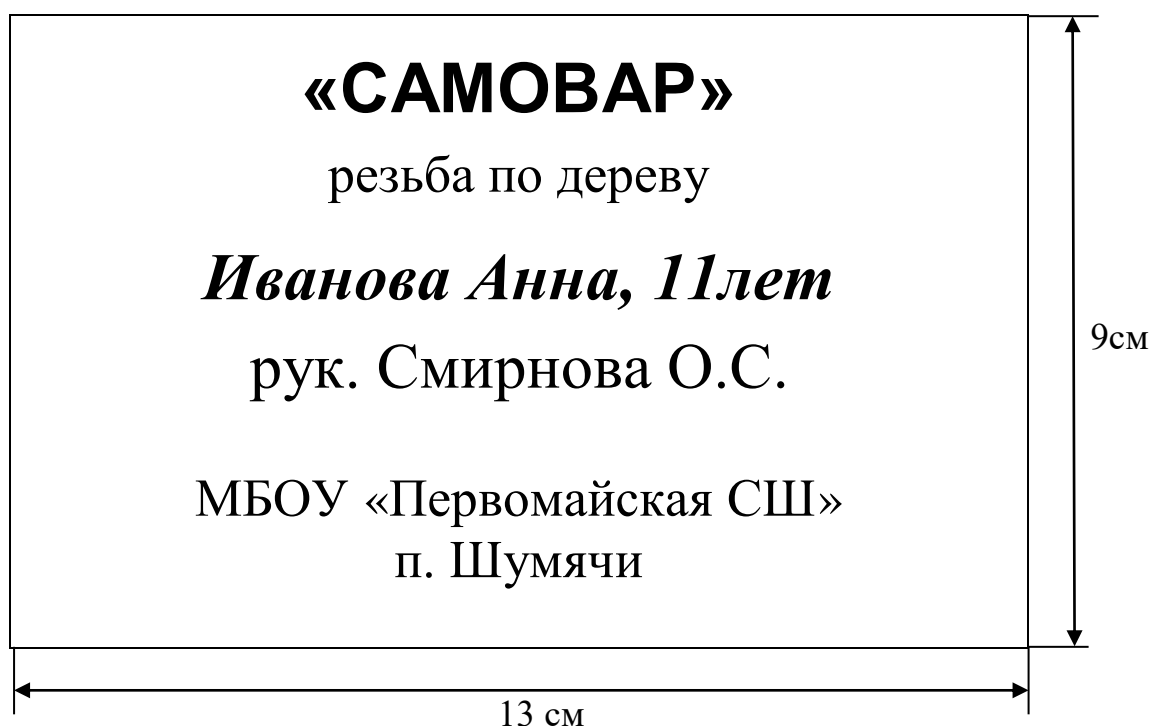 «САМОВАР»
резьба по дереву
Иванова Анна, 11лет
рук. Смирнова О.С.
9см
МБОУ «Первомайская СШ»
п. Шумячи
13 см